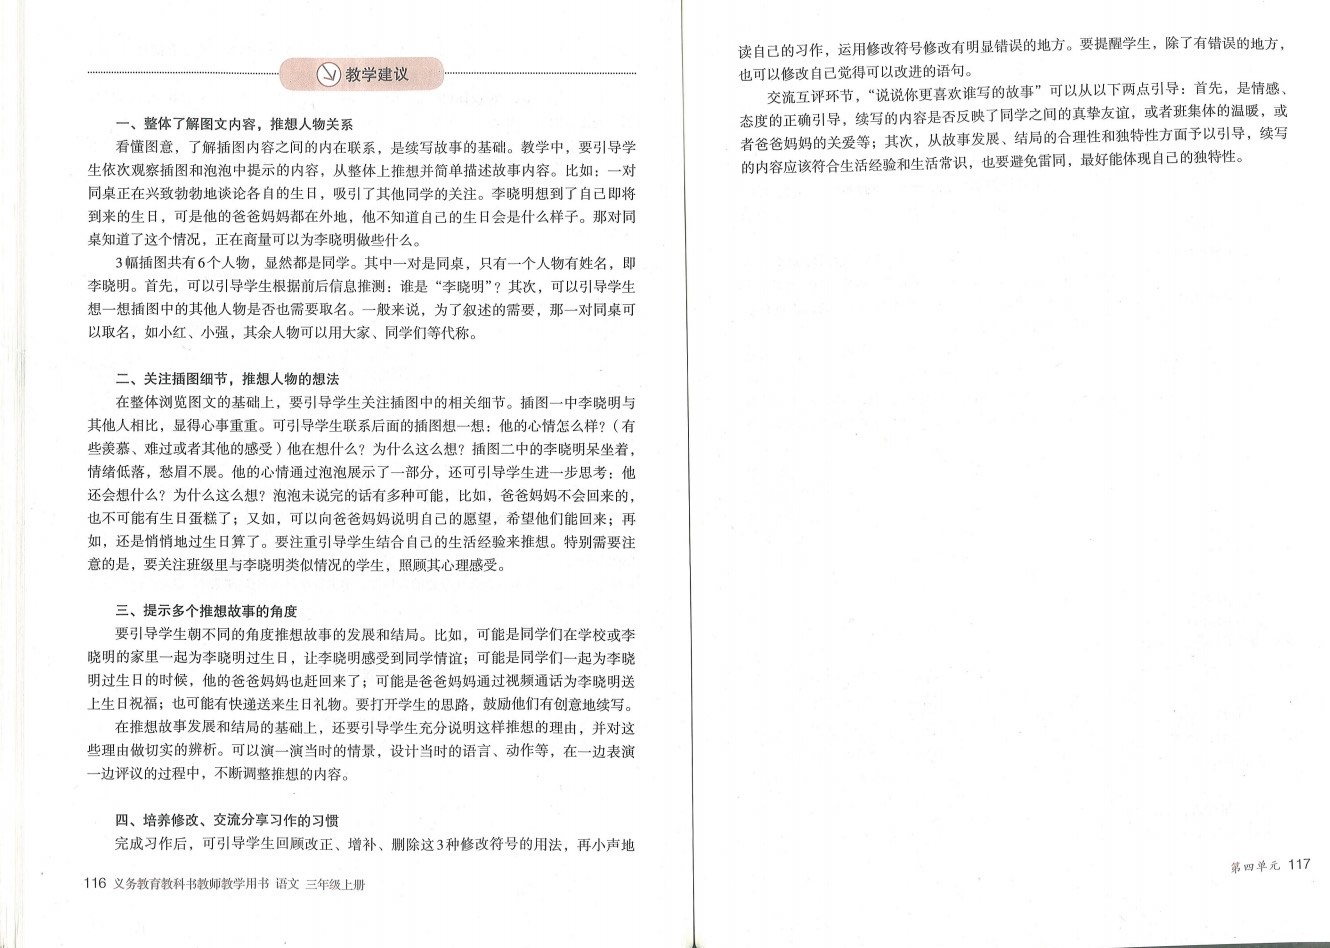 教学建议
一、整体了解图文内容，推想人物关系
看懂图意，了解插图内容之间的内在联系，是续写故事的基础。教学中，要引导学
生依次观察插图和泡泡中提示的内容，从整体上推想并简单描述故事内容。比如：一对
同桌正在兴致勃勃地谈论各自的生日，吸引了其他同学的关注。李晓明想到了自己即将
到来的生日，可是他的爸爸妈妈都在外地，他不知道自己的生日会是什么样子。那对同
桌知道了这个情况，正在商量可以为李晓明做些什么。
3幅插图共有6个人物，显然都是同学。其中一对是同桌，只有一个人物有姓名，即
李晓明。首先，可以引导学生根据前后信息推测：谁是“李晓明”？其次，可以引导学生
想一想插图中的其他人物是否也需要取名。一般来说，为了叙述的需要，那一对同桌可
以取名，如小红、小强，其余人物可以用大家、同学们等代称。
二、关注插图细节，推想人物的想法
在整体浏览图文的基础上，要引导学生关注插图中的相关细节。插图一中李晓明与
其他人相比，显得心事重重。可引导学生联系后面的插图想一想：他的心情怎么样？（有
些羡慕、难过或者其他的感受）他在想什么？为什么这么想？插图二中的李晓明呆坐着，
情绪低落，愁眉不展。他的心情通过泡泡展示了一部分，还可引导学生进一步思考：他
还会想什么？为什么这么想？泡泡未说完的话有多种可能，比如，爸爸妈妈不会回来的，
也不可能有生日蛋糕了；又如，可以向爸爸妈妈说明自己的愿望，希望他们能回来；再
如，还是悄悄地过生日算了。要注重引导学生结合自己的生活经验来推想。特别需要注
意的是，要关注班级里与李晓明类似情况的学生，照顾其心理感受。
三、提示多个推想故事的角度
要引导学生朝不同的角度推想故事的发展和结局。比如，可能是同学们在学校或李
晓明的家里一起为李晓明过生日，让李晓明感受到同学情谊；可能是同学们一起为李晓
明过生日的时候，他的爸爸妈妈也赶回来了；可能是爸爸妈妈通过视频通话为李晓明送
上生日祝福；也可能有快递送来生日礼物。要打开学生的思路，鼓励他们有创意地续写。
在推想故事发展和结局的基础上，还要引导学生充分说明这样推想的理由，并对这
些理由做切实的辨析。可以演一演当时的情景，设计当时的语言、动作等，在一边表演
一边评议的过程中，不断调整推想的内容。
四、培养修改、交流分享习作的习惯
完成习作后，可引导学生回顾改正、增补、删除这3种修改符号的用法，再小声地
116 义务教育教科书教师教学用书 语文 三年级上册
读自己的习作，运用修改符号修改有明显错误的地方。要提醒学生，除了有错误的地方，
也可以修改自己觉得可以改进的语句。
交流互评环节，“说说你更喜欢谁写的故事”可以从以下两点引导：首先，是情感、
态度的正确引导，续写的内容是否反映了同学之间的真挚友谊，或者班集体的温暖，或
者爸爸妈妈的关爱等；其次，从故事发展、结局的合理性和独特性方面予以引导，续写
的内容应该符合生活经验和生活常识，也要避免雷同，最好能体现自己的独特性。
第四单元 117